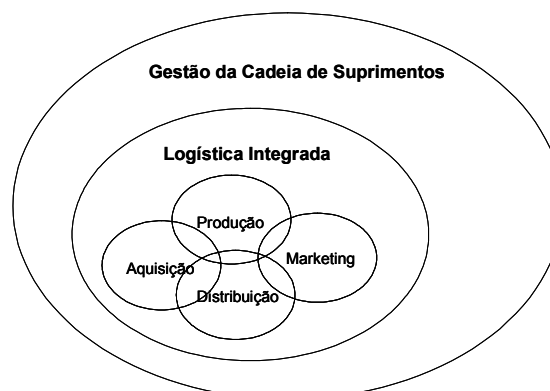 Gestão da Cadeia de Suprimentos
Logística Integrada
Produção
Aquisição
Marketing
Distribuição